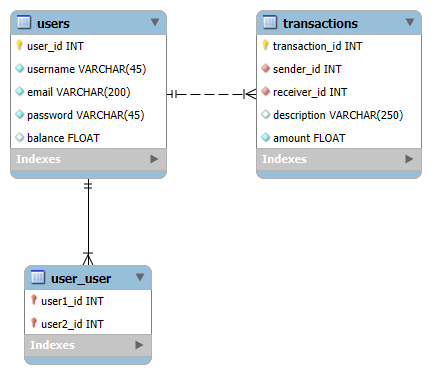 users
user_id INT
username VARCHAR(45)
email VARCHAR(200)
password VARCHAR(45)
balance FLOAT
Indexes
transactions
transaction_id INT
sender_id INT
receiver_id INT
description VARCHAR(250)
amount FLOAT
Indexes
user_user
user1_id INT
user2_id INT
Indexes